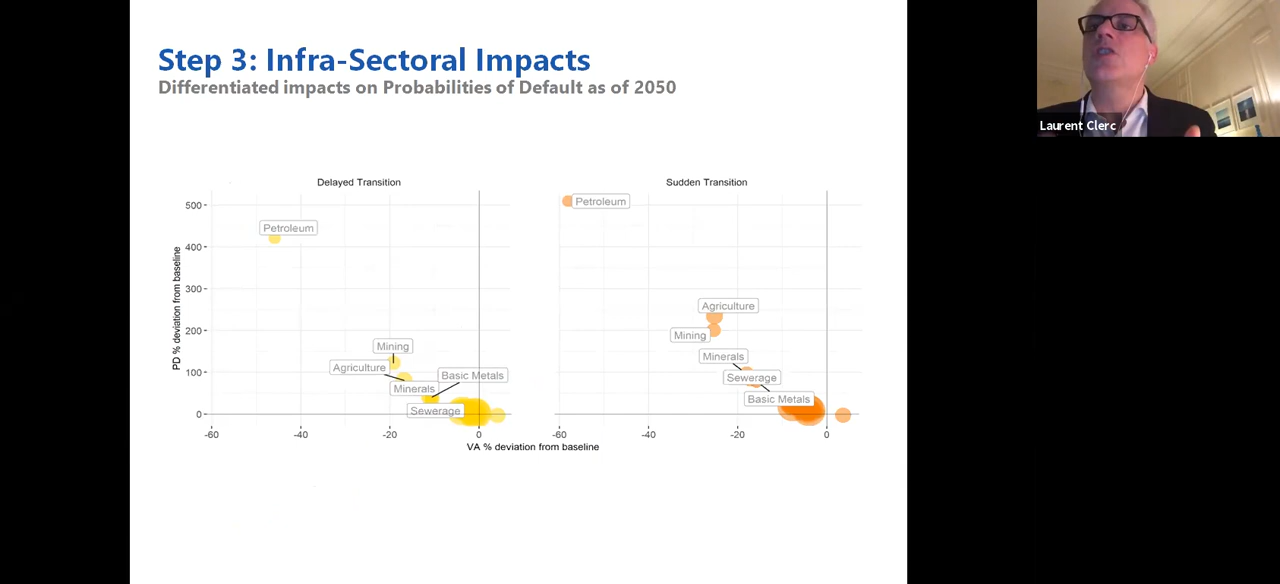 Step 3: Infra-Sectoral Impacts
Differentiated impacts on Probabilities of Default as of 2050
Laurent Clerc
Delayed Transition
Sudden Transition
PD % deviation from baseline
500
400
300
200
100
0
Petroleum
Mining
Agriculture
Basic Metals
Minerals
Sewerage
-60
-40
-20
0
Petroleum
Agriculture
Mining
Minerals
Sewerage
Basic Metals
-60
-40
-20
0
VA % deviation from baseline